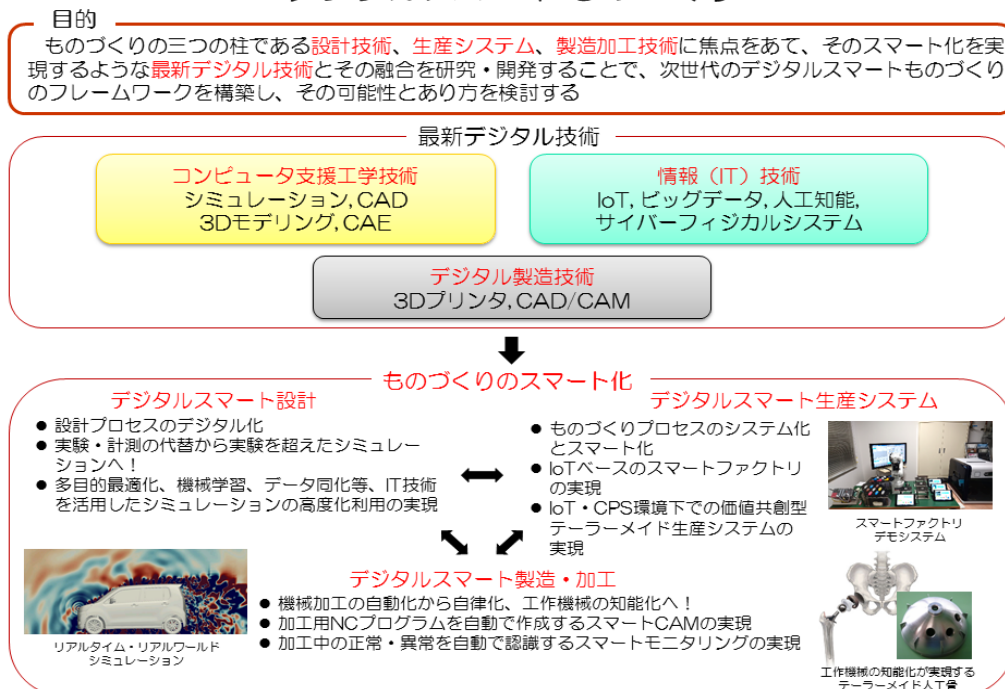 目的
ものづくりの三つの柱である設計技術、生産システム、製造加工技術に焦点をあて、そのスマート化を実
現するような最新デジタル技術とその融合を研究・開発することで、次世代のデジタルスマートものづくり
のフレームワークを構築し、その可能性とあり方を検討する
最新デジタル技術
コンピュータ支援工学技術
シミュレーション, CAD
3Dモデリング, CAE
情報（IT）技術
IoT, ビッグデータ, 人工知能,
サイバーフィジカルシステム
デジタル製造技術
3Dプリンタ, CAD/CAM
ものづくりのスマート化
デジタルスマート設計
● 設計プロセスのデジタル化
● 実験・計測の代替から実験を超えたシミュレー
ションへ！
● 多目的最適化、機械学習、データ同化等、IT技術
を活用したシミュレーションの高度化利用の実現
デジタルスマート生産システム
● ものづくりプロセスのシステム化
とスマート化
● IoTベースのスマートファクトリ
の実現
● IoT・CPS環境下での価値共創型
テーラーメイド生産システムの
実現
スマートファクトリ
デモシステム
デジタルスマート製造・加工
● 機械加工の自動化から自律化、工作機械の知能化へ！
● 加工用NCプログラムを自動で作成するスマートCAMの実現
● 加工中の正常・異常を自動で認識するスマートモニタリングの実現
リアルタイム・リアルワールド
シミュレーション
工作機械の知能化が実現する
テーラーメイド人工骨